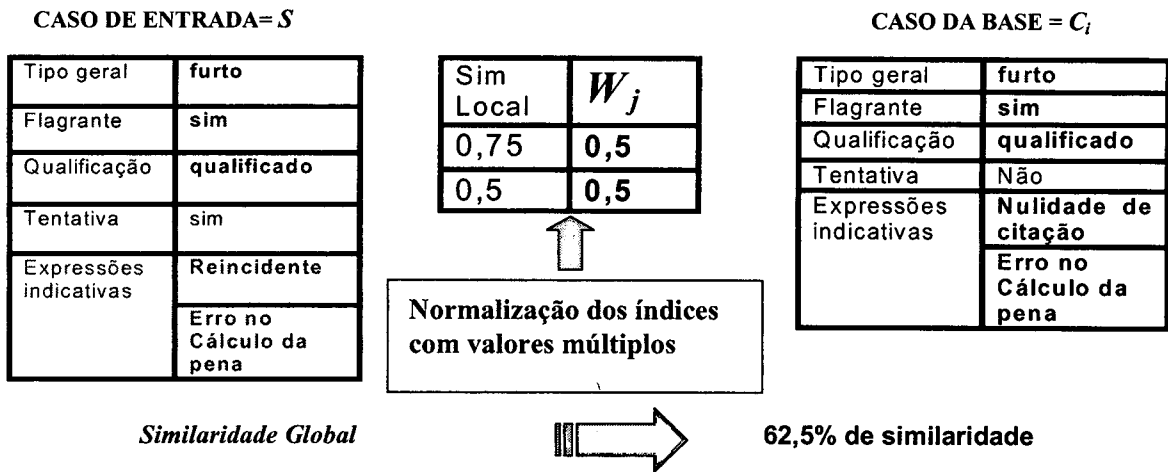 CASO DE ENTRADA= S
CASO DA BASE = Ci
Tipo geral furto
Flagrante sim
Qualificação qualificado
Tentativa sim
Expressões indicativas
Reincidente
Erro no
Cálculo da
pena
Sim
Local
Wj
0,75 0,5
0,5 0,5
Normalização dos índices
com valores múltiplos
Tipo geral furto
Flagrante sim
Qualificação qualificado
Tentativa Não
Expressões indicativas
Nulidade de
citação
Erro no
Cálculo da
pena
Similaridade Global
62,5% de similaridade